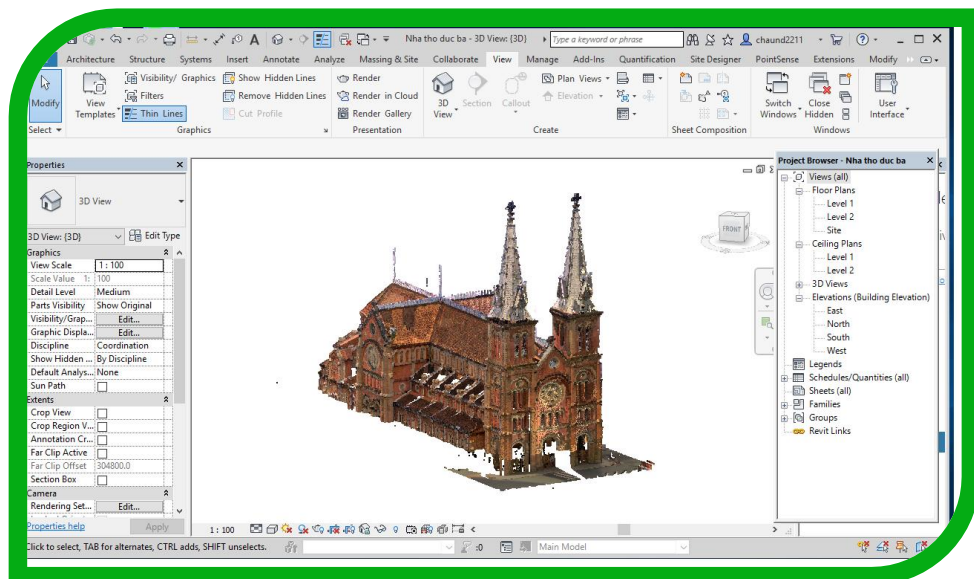 Nha tho duc ba - 3D View: {3D}
Type a keyword or phrase
chaund2211
Architecture Structure Systems Insert Annotate Analyze Massing & Site Collaborate View Manage Add-Ins Quantification Site Designer PointSense Extensions Modify
Modify
View
Templates
Visibility/ Graphics
Filters
Thin Lines
Show Hidden Lines
Remove Hidden Lines
Cut Profile
Render
Render in Cloud
Render Gallery
3D
View
Section
Callout
Plan Views
Elevation
Switch
Windows
Close
Hidden
User
Interface
Select
Graphics
Presentation
Create
Sheet Composition
Windows
Properties
3D View
3D View: {3D}
Edit Type
Graphics
View Scale 1 : 100
Scale Value 1: 100
Detail Level Medium
Parts Visibility Show Original
Visibility/Grap... Edit...
Graphic Displa... Edit...
Discipline Coordination
Show Hidden ... By Discipline
Default Analys... None
Sun Path
Extents
Crop View
Crop Region V...
Annotation Cr...
Far Clip Active
Far Clip Offset 304800.0
Section Box
Camera
Rendering Set... Edit...
Properties help
Apply
FRONT
Project Browser - Nha tho duc ba
Views (all)
Floor Plans
Level 1
Level 2
Site
Ceiling Plans
Level 1
Level 2
3D Views
Elevations (Building Elevation)
East
North
South
West
Legends
Schedules/Quantities (all)
Sheets (all)
Families
Groups
Revit Links
1 : 100
Click to select, TAB for alternates, CTRL adds, SHIFT unselects.
:0
Main Model